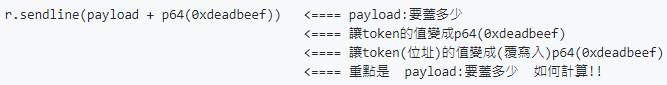 r.sendline(payload + p64(0xdeadbeef))   <==== payload:要蓋多少
<==== 讓token的值變成p64(0xdeadbeef)
<==== 讓token(位址)的值變成(覆寫入)p64(0xdeadbeef)
<==== 重點是  payload:要蓋多少  如何計算!!